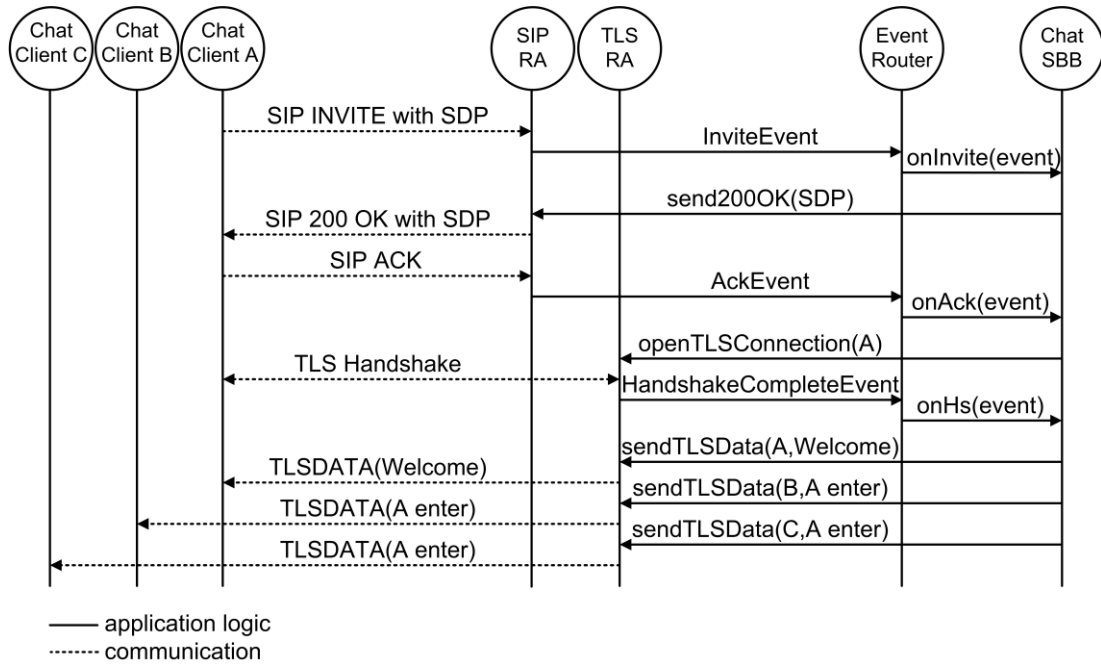 Chat
Client C
Chat
Client B
Chat
Client A
SIP
RA
TLS
RA
Event
Router
Chat
SBB
SIP INVITE with SDP
InviteEvent
onInvite(event)
send200OK(SDP)
SIP 200 OK with SDP
SIP ACK
AckEvent
onAck(event)
openTLSConnection(A)
TLS Handshake
HandshakeCompleteEvent
onHs(event)
sendTLSData(A,Welcome)
TLSDATA(Welcome)
sendTLSData(B,A enter)
TLSDATA(A enter)
sendTLSData(C,A enter)
TLSDATA(A enter)
application logic
communication